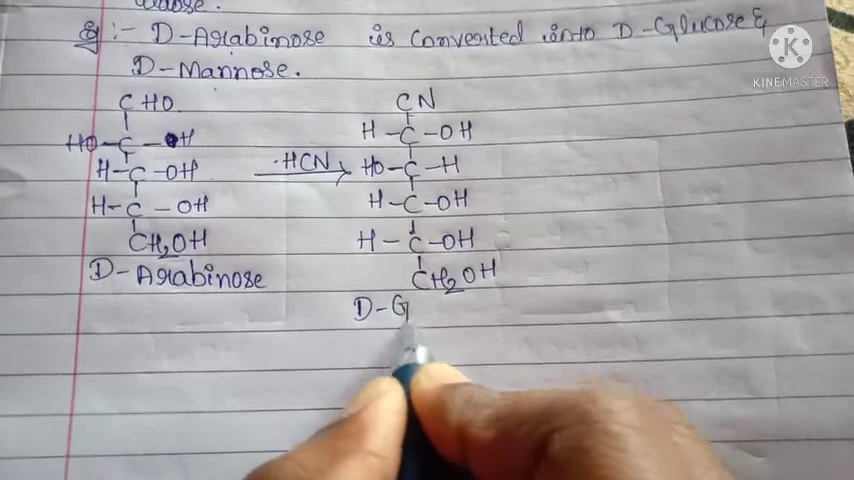 Eg :- D-Arabinose is converted into D-Glucose &
D-Mannose.
CHO
HO-C-H
H-C-OH
H-C-OH
CH2OH
D-Arabinose
HCN
CN
H-C-OH
HO-C-H
H-C-OH
H-C-OH
CH2OH
D-G
KINEMASTER